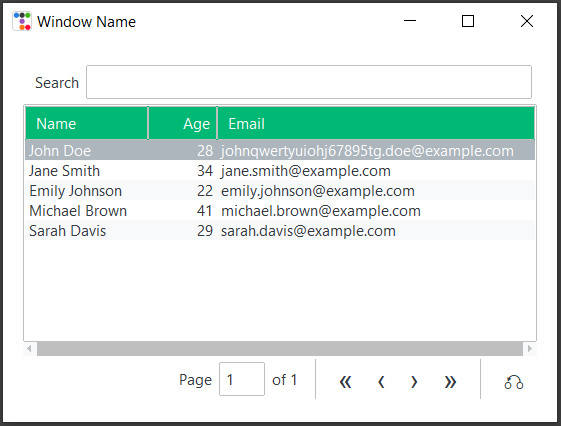 Window Name
Search
Name Age Email
John Doe 28 johnqwertyuiohj67895tg.doe@example.com
Jane Smith 34 jane.smith@example.com
Emily Johnson 22 emily.johnson@example.com
Michael Brown 41 michael.brown@example.com
Sarah Davis 29 sarah.davis@example.com
Page 1 of 1 « ‹ › »